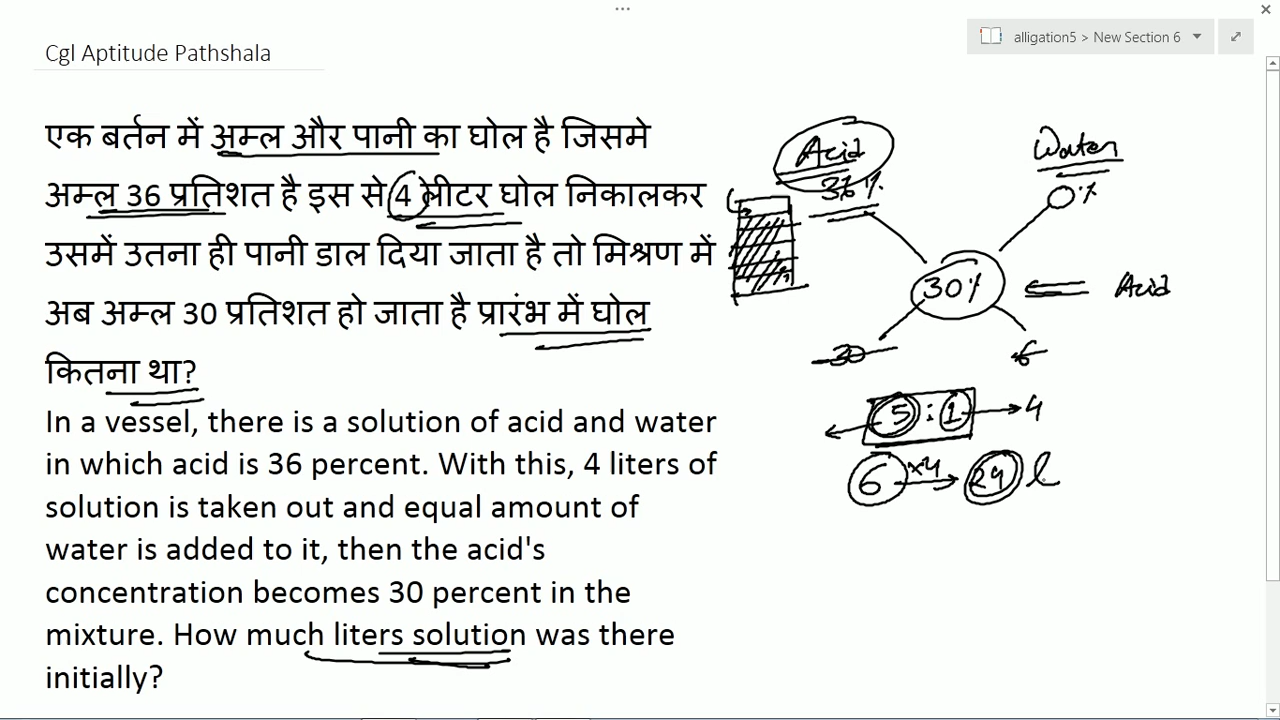 ...
alligation5 > New Section 6
Cgl Aptitude Pathshala
एक बर्तन में अम्ल और पानी का घोल है जिसमे
अम्ल 36 प्रतिशत है इस से 4 लीटर घोल निकालकर
उसमें उतना ही पानी डाल दिया जाता है तो मिश्रण में
अब अम्ल 30 प्रतिशत हो जाता है प्रारंभ में घोल
कितना था?
In a vessel, there is a solution of acid and water
in which acid is 36 percent. With this, 4 liters of
solution is taken out and equal amount of
water is added to it, then the acid's
concentration becomes 30 percent in the
mixture. How much liters solution was there
initially?
Acid Water
36% 0%
30% Acid
30 6
5 : 1 4
6 ×4 24 l